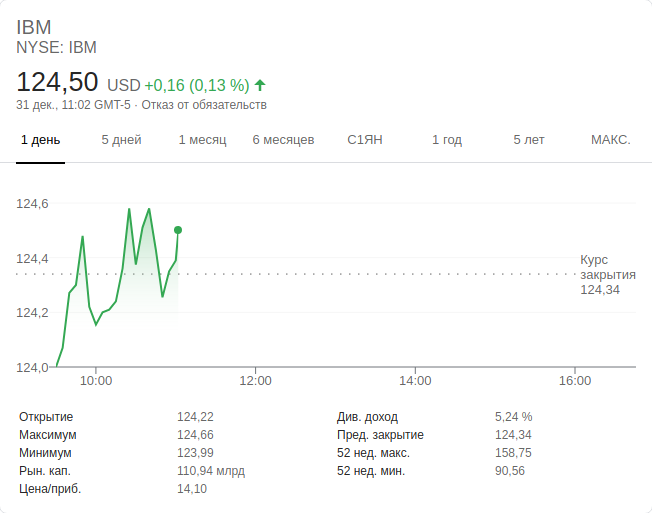 IBM
NYSE: IBM
124,50 USD +0,16 (0,13 %)
31 дек., 11:02 GMT-5 · Отказ от обязательств
1 день 5 дней 1 месяц 6 месяцев С1ЯН 1 год 5 лет МАКС.
124,6
124,4
Курс
закрытия
124,34
124,2
124,0
10:00 12:00 14:00 16:00
Открытие 124,22 Див. доход 5,24 %
Максимум 124,66 Пред. закрытие 124,34
Минимум 123,99 52 нед. макс. 158,75
Рын. кап. 110,94 млрд 52 нед. мин. 90,56
Цена/приб. 14,10